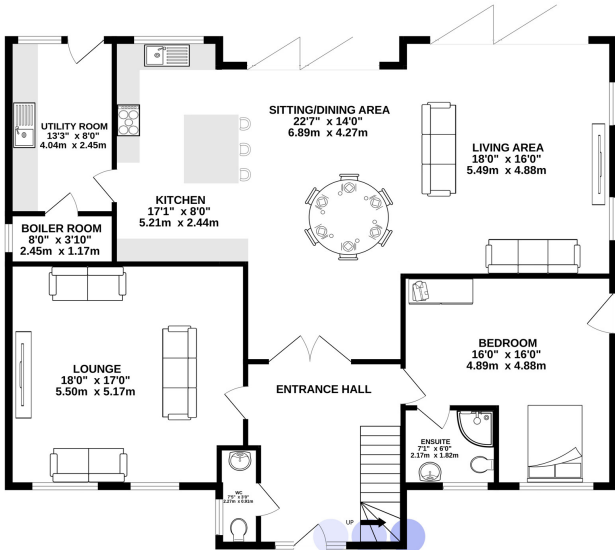 UTILITY ROOM
13'3" x 8'0"
4.04m x 2.45m
SITTING/DINING AREA
22'7" x 14'0"
6.89m x 4.27m
LIVING AREA
18'0" x 16'0"
5.49m x 4.88m
KITCHEN
17'1" x 8'0"
5.21m x 2.44m
BOILER ROOM
8'0" x 3'10"
2.45m x 1.17m
LOUNGE
18'0" x 17'0"
5.50m x 5.17m
ENTRANCE HALL
BEDROOM
16'0" x 16'0"
4.89m x 4.88m
ENSUITE
7'1" x 6'0"
2.17m x 1.82m
WC
UP